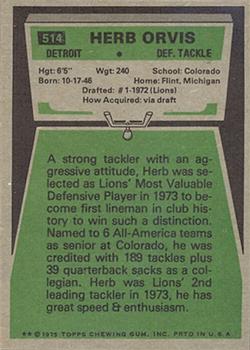 514 HERB ORVIS
DETROIT • DEF. TACKLE
Hgt: 6'5" Wgt: 240 School: Colorado
Born: 10-17-46 Home: Flint, Michigan
Drafted: #1-1972 (Lions)
How Acquired: via draft
A strong tackler with an ag-
gressive attitude, Herb was se-
lected as Lions' Most Valuable
Defensive Player in 1973 to be-
come first lineman in club history
to win such a distinction.
Named to 6 All-America teams
as senior at Colorado, he was
credited with 189 tackles plus
39 quarterback sacks as a col-
legian. Herb was Lions' 2nd
leading tackler in 1973, he has
great speed & enthusiasm.
** © 1975 TOPPS CHEWING GUM, INC. PRTD IN U.S.A.